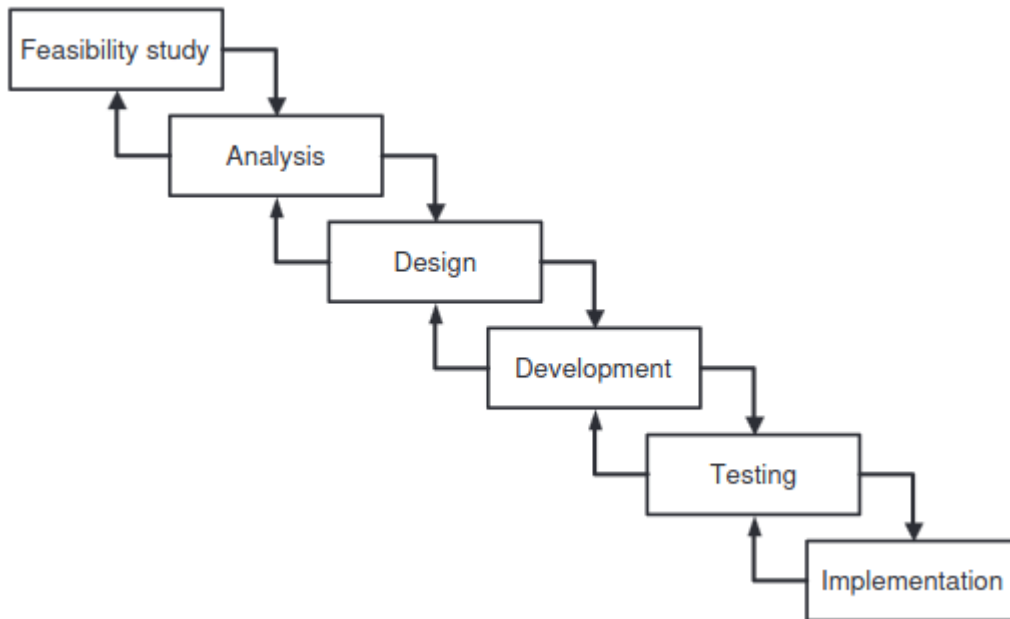 Feasibility study
Analysis
Design
Development
Testing
Implementation